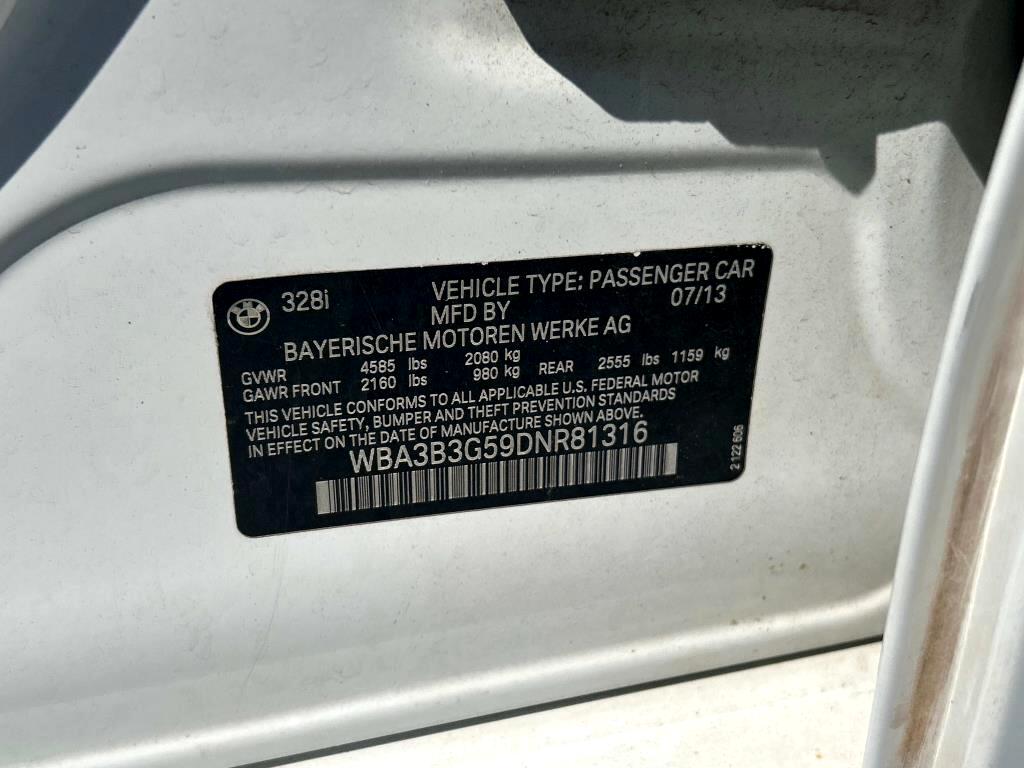 328i VEHICLE TYPE: PASSENGER CAR
MFD BY 07/13
BAYERISCHE MOTOREN WERKE AG
GVWR 4585 lbs 2080 kg
GAWR FRONT 2160 lbs 980 kg REAR 2555 lbs 1159 kg
THIS VEHICLE CONFORMS TO ALL APPLICABLE U.S. FEDERAL MOTOR
VEHICLE SAFETY, BUMPER AND THEFT PREVENTION STANDARDS
IN EFFECT ON THE DATE OF MANUFACTURE SHOWN ABOVE.
WBA3B3G59DNR81316
2 122 606